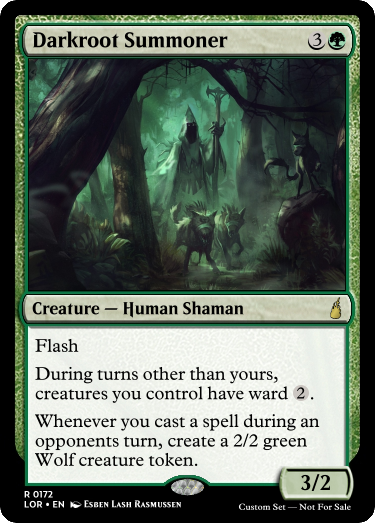 Darkroot Summoner 3
Creature — Human Shaman
Flash
During turns other than yours,
creatures you control have ward 2.
Whenever you cast a spell during an
opponents turn, create a 2/2 green
Wolf creature token.
3/2
R 0172
LOR • EN Esben Lash Rasmussen
Custom Set — Not For Sale